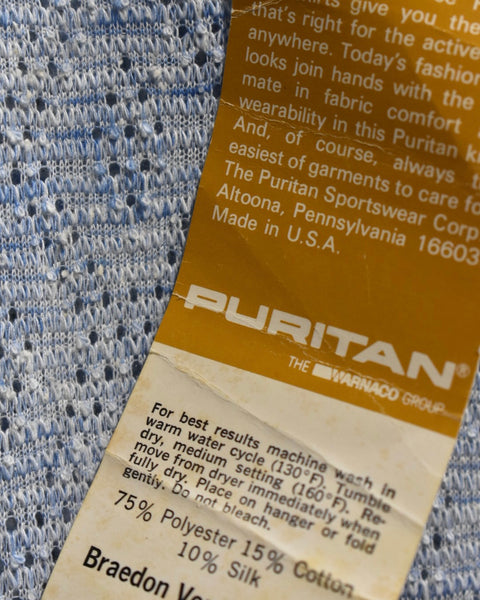 give you the
that's right for the active
anywhere. Today's fashion
looks join hands with the
mate in fabric comfort
wearability in this Puritan
And, of course, always
easiest of garments to care fo
The Puritan Sportswear Corp
Altoona, Pennsylvania 16603
Made in U.S.A.
PURITAN®
THE WARNACO GROUP
For best results machine wash in
warm water cycle (130°F). Tumble
dry, medium setting (160°F). Re-
move from dryer immediately when
fully dry. Place on hanger or fold
gently. Do not bleach.
75% Polyester 15% Cotton
10% Silk
Braedon